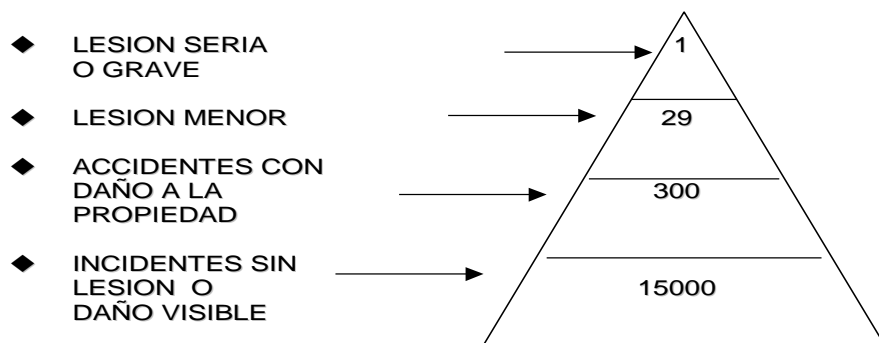 LESION SERIA
O GRAVE
1
LESION MENOR
29
ACCIDENTES CON
DAÑO A LA
PROPIEDAD
300
INCIDENTES SIN
LESION O
DAÑO VISIBLE
15000